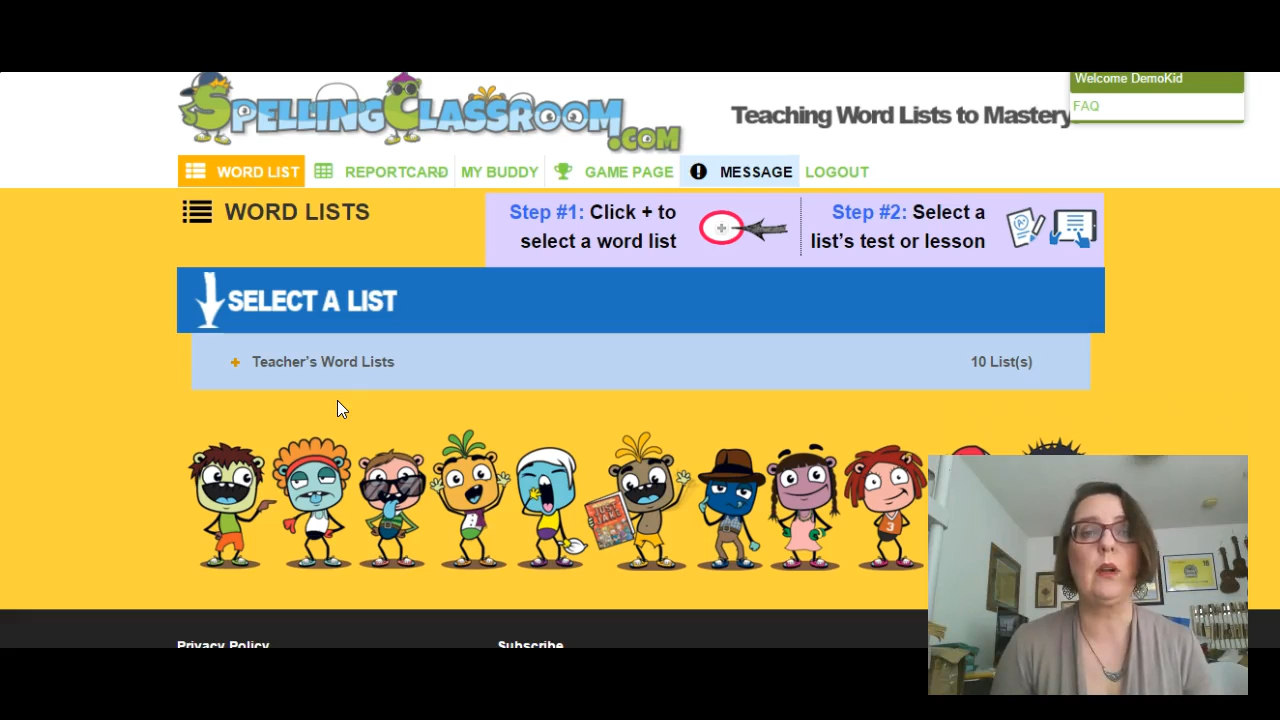 SPELLINGCLASSROOM
.COM
Teaching Word Lists to Mastery
Welcome DemoKid
FAQ
WORD LIST REPORTCARD MY BUDDY GAME PAGE MESSAGE LOGOUT
WORD LISTS
Step #1: Click + to
select a word list
Step #2: Select a
list's test or lesson
SELECT A LIST
+ Teacher's Word Lists 10 List(s)
3
Privacy Policy Subscribe